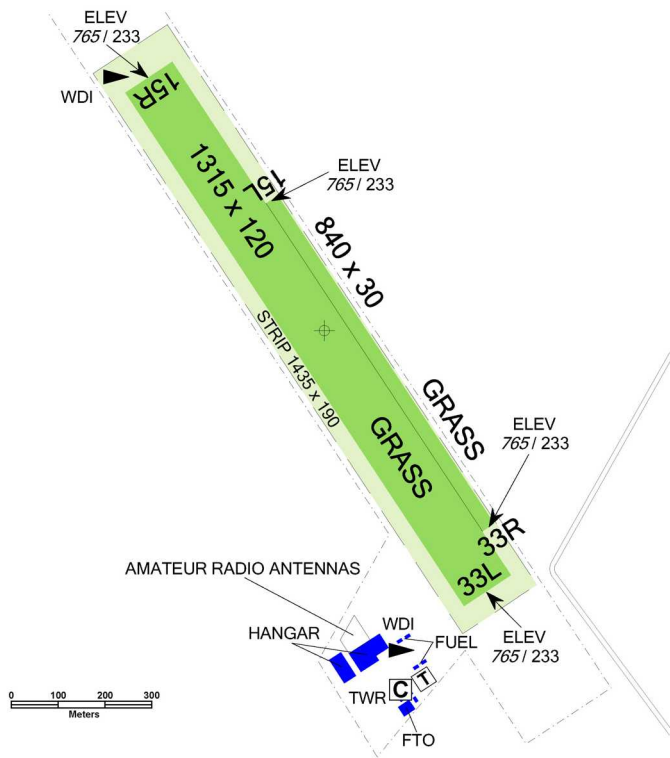 ELEV
765 / 233
WDI
15R
1315 x 120
15L
ELEV
765 / 233
840 x 30
STRIP 1435 x 190
GRASS
GRASS
ELEV
765 / 233
33R
33L
AMATEUR RADIO ANTENNAS
HANGAR
WDI
FUEL
ELEV
765 / 233
TWR
C
T
FTO
0 100 200 300
Meters